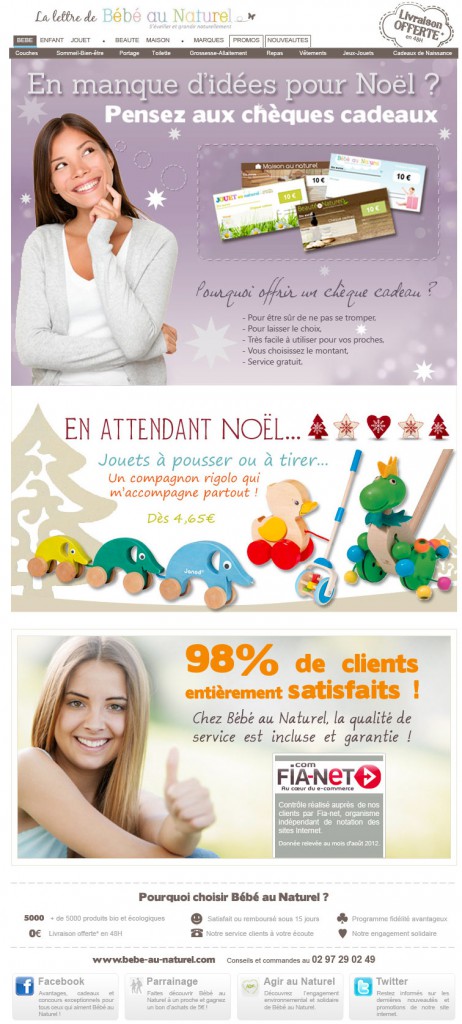 La lettre de Bébé au Naturel
S'éveiller et grandir naturellement
Livraison
OFFERTE*
en 48H
BEBE ENFANT JOUET • BEAUTE MAISON • MARQUES PROMOS NOUVEAUTES
Couches Sommeil-Bien-être Portage Toilette Grossesse-Allaitement Repas Vêtements Jeux-Jouets Cadeaux de Naissance
En manque d'idées pour Noël ?
Pensez aux chèques cadeaux
Maison au naturel
10 €
Bébé au Naturel
10 €
JOUET au naturel
10 €
Beauté au Naturel
10 €
Pourquoi offrir un chèque cadeau ?
- Pour être sûr de ne pas se tromper,
- Pour laisser le choix,
- Très facile à utiliser pour vos proches,
- Vous choisissez le montant,
- Service gratuit.
EN ATTENDANT NOËL...
Jouets à pousser ou à tirer...
Un compagnon rigolo qui
m'accompagne partout !
Dès 4,65€
Janod
98% de clients
entièrement satisfaits !
Chez Bébé au Naturel, la qualité de
service est incluse et garantie !
.com
FIA-NET
Au cœur du e-commerce
Contrôle réalisé auprès de nos
clients par Fia-net, organisme
indépendant de notation des
sites Internet.
Donnée relevée au mois d'août 2012.
Pourquoi choisir Bébé au Naturel ?
5000 + de 5000 produits bio et écologiques Satisfait ou remboursé sous 15 jours Programme fidélité avantageux
0€ Livraison offerte* en 48H Notre service clients à votre écoute Notre engagement solidaire
www.bebe-au-naturel.com Conseils et commandes au 02 97 29 02 49
Facebook
Avantages, cadeaux et
concours exceptionnels pour
tous ceux qui aiment Bébé au
Naturel !
Parrainage
Faites découvrir Bébé au
Naturel à un proche et gagnez
un bon d'achats de 5€ !
Agir au Naturel
Découvrez l'engagement
environnemental et solidaire
de Bébé au Naturel.
Twitter
Restez informés sur les
dernières nouveautés et
promotions de notre site
internet.